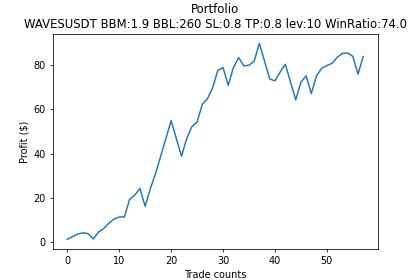 Portfolio
WAVESUSDT BBM:1.9 BBL:260 SL:0.8 TP:0.8 lev:10 WinRatio:74.0
80
60
40
20
0
Profit ($)
0 10 20 30 40 50
Trade counts